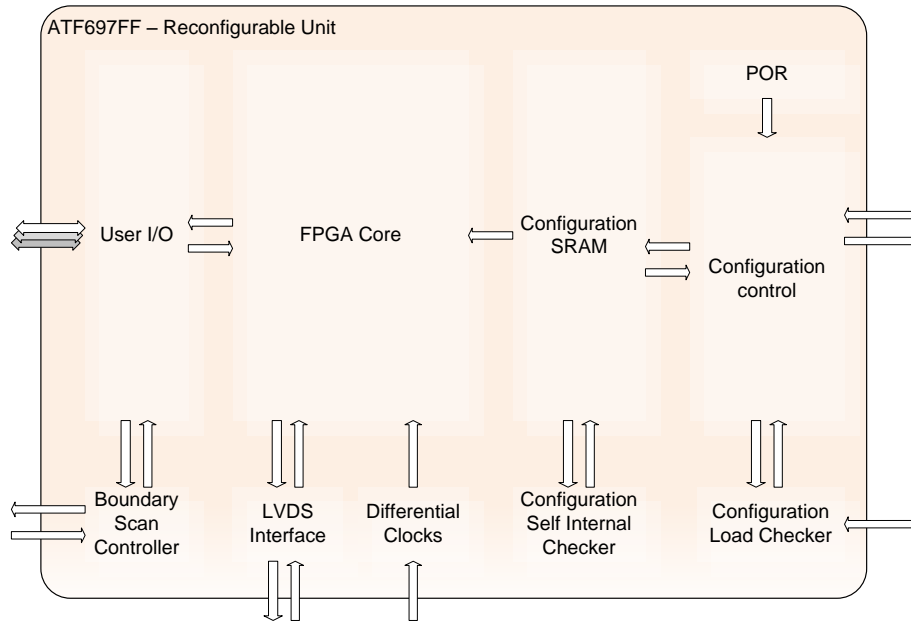 ATF697FF – Reconfigurable Unit
POR
User I/O
FPGA Core
Configuration
SRAM
Configuration
control
Boundary
Scan
Controller
LVDS
Interface
Differential
Clocks
Configuration
Self Internal
Checker
Configuration
Load Checker